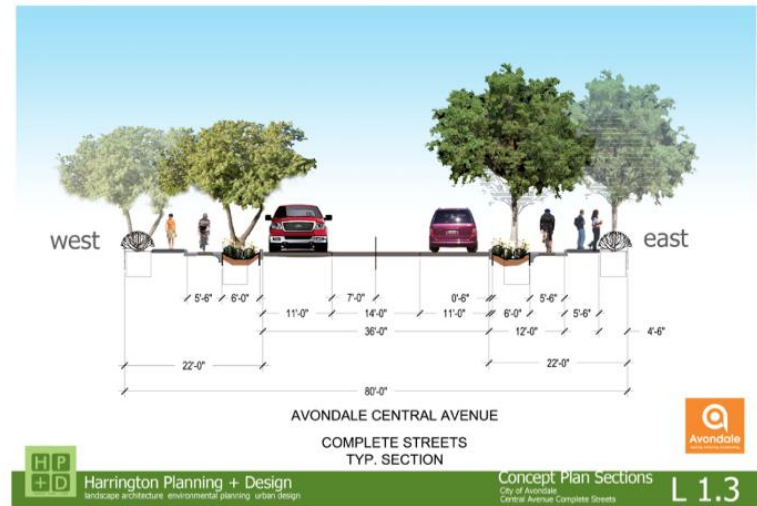 west
east
5'-6" 6'-0" 7'-0" 0'-6" 6'-0" 5'-6"
11'-0" 14'-0" 11'-0" 12'-0" 5'-6" 4'-6"
36'-0"
22'-0" 22'-0"
80'-0"
AVONDALE CENTRAL AVENUE
COMPLETE STREETS
TYP. SECTION
Avondale
HP
+D
Harrington Planning + Design
landscape architecture environmental planning urban design
Concept Plan Sections
City of Avondale
Central Avenue Complete Streets
L 1.3